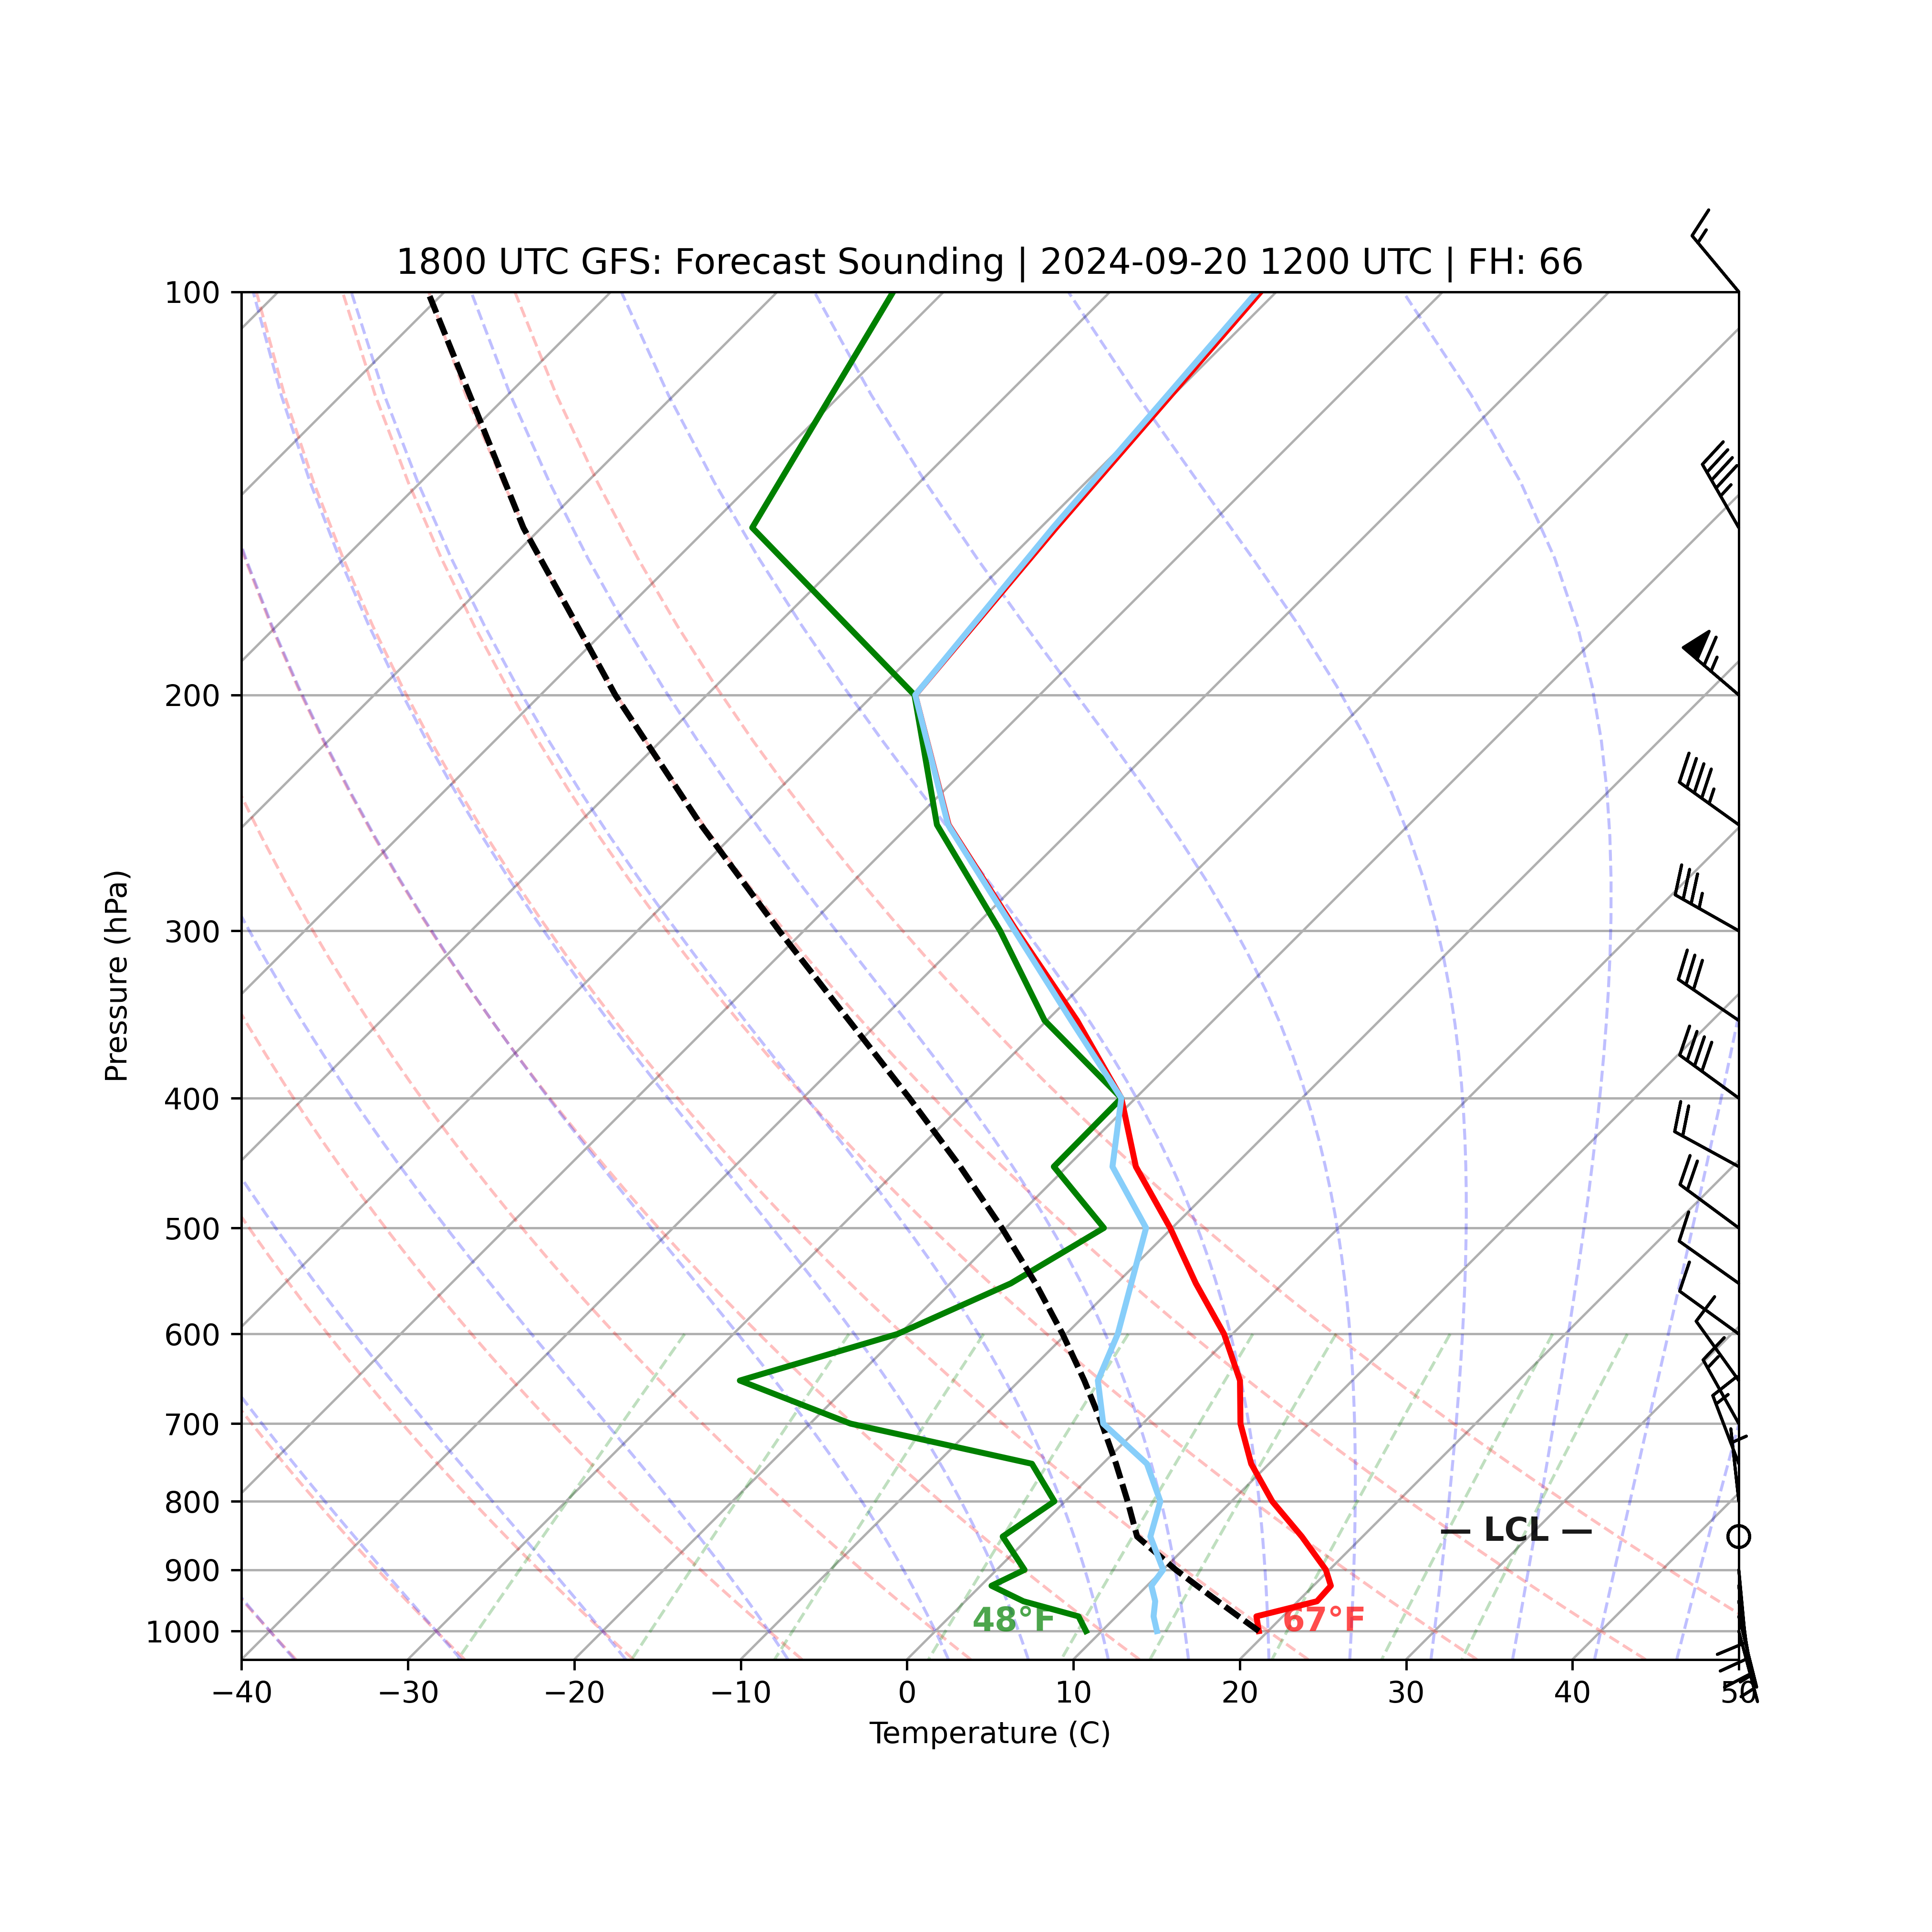 1800 UTC GFS: Forecast Sounding | 2024-09-20 1200 UTC | FH: 66
100
200
300
400
500
600
700
800
900
1000
Pressure (hPa)
— LCL —
48°F
67°F
−40 −30 −20 −10 0 10 20 30 40 50
Temperature (C)